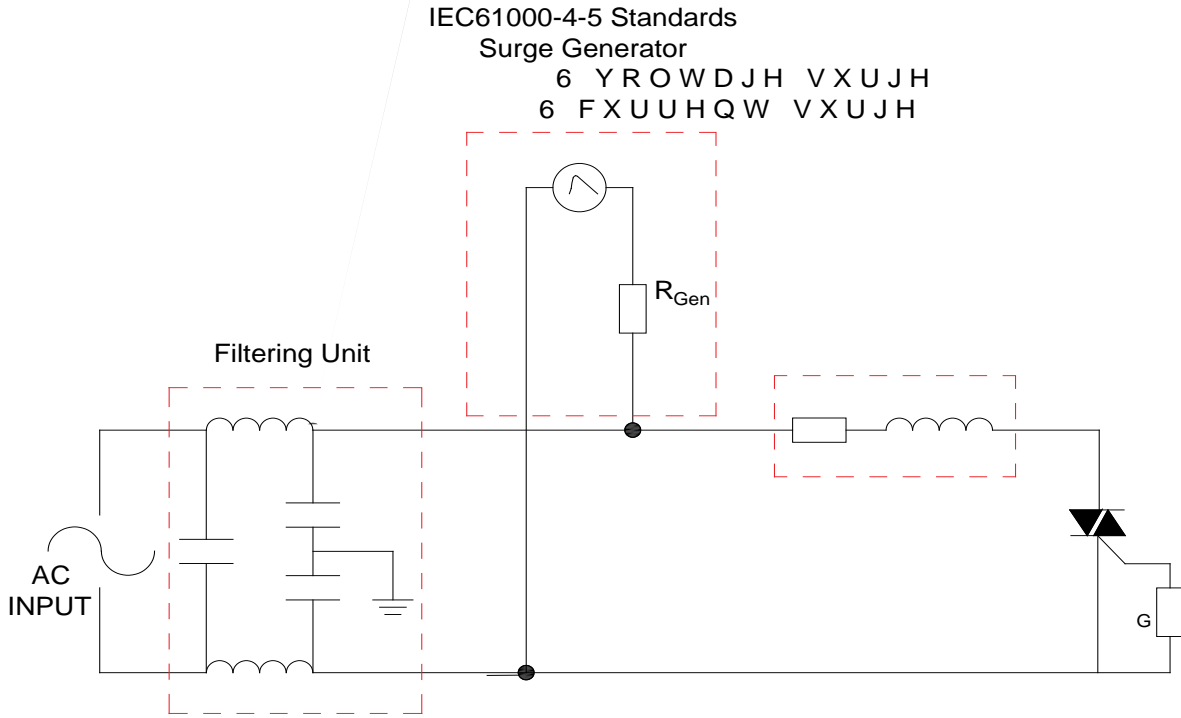 IEC61000-4-5 Standards
Surge Generator
6 YROWDJH VXUJH
6 FXUUHQW VXUJH
RGen
Filtering Unit
AC
INPUT
G